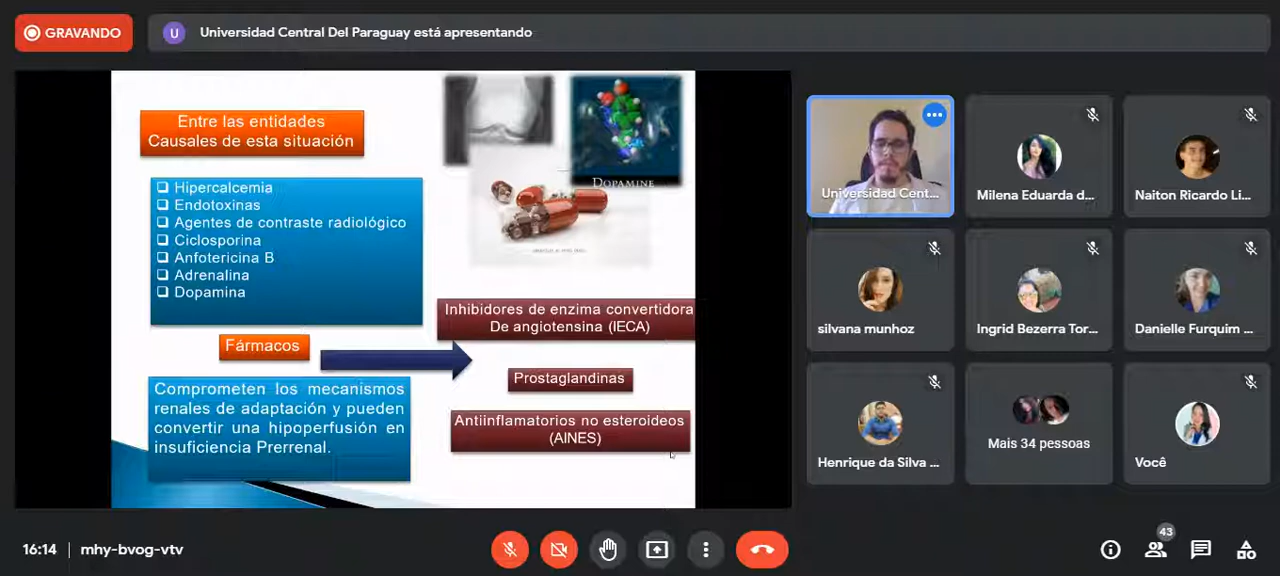 GRAVANDO
U
Universidad Central Del Paraguay está apresentando
Entre las entidades
Causales de esta situación
Hipercalcemia
Endotoxinas
Agentes de contraste radiológico
Ciclosporina
Anfotericina B
Adrenalina
Dopamina
DOPAMINE
Fármacos
Comprometen los mecanismos
renales de adaptación y pueden
convertir una hipoperfusión en
insuficiencia Prerrenal.
Inhibidores de enzima convertidora
De angiotensina (IECA)
Prostaglandinas
Antiinflamatorios no esteroideos
(AINES)
Universidad Cent...
Milena Eduarda d...
Naiton Ricardo Li...
silvana munhoz
Ingrid Bezerra Tor...
Danielle Furquim ...
Henrique da Silva ...
Mais 34 pessoas
Você
16:14 | mhy-bvog-vtv
43